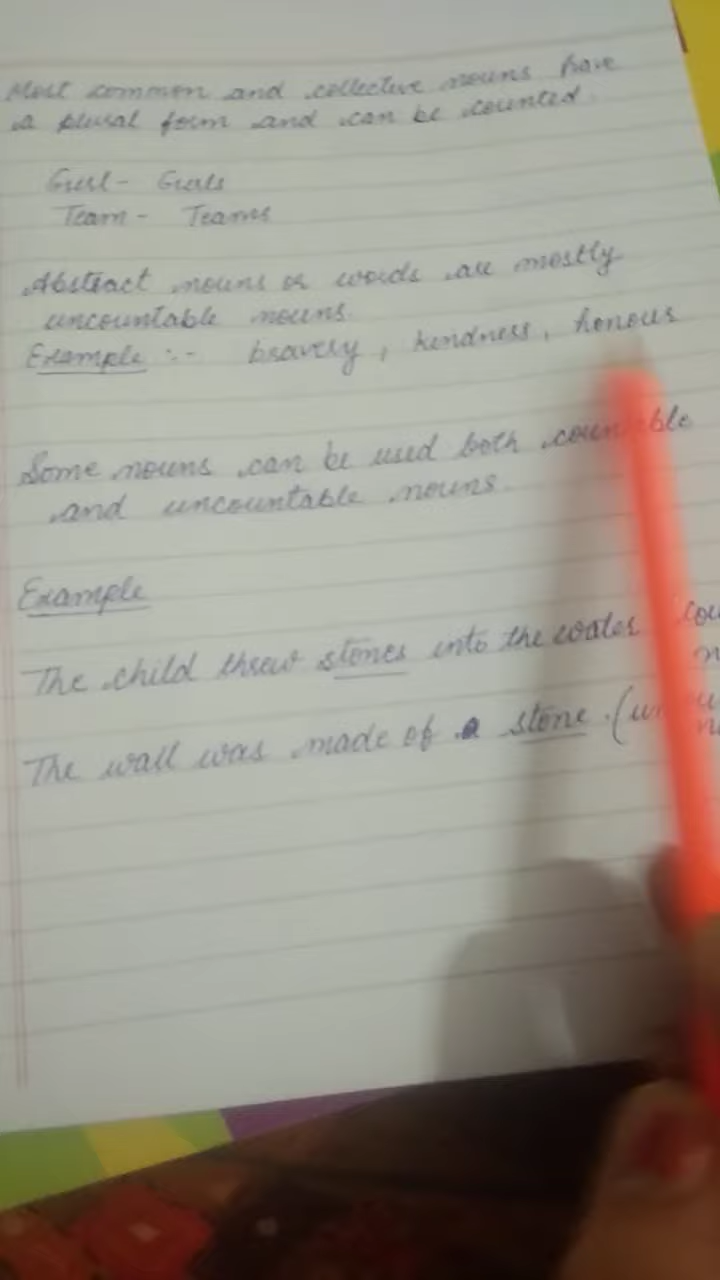 Most common and collective nouns have
a plural form and can be counted.
Girl - Girls
Team - Teams
Abstract nouns or words are mostly
uncountable nouns.
Example :- bravery, kindness, honour
Some nouns can be used both countable
and uncountable nouns.
Example
The child threw stones into the water
The wall was made of a stone. (